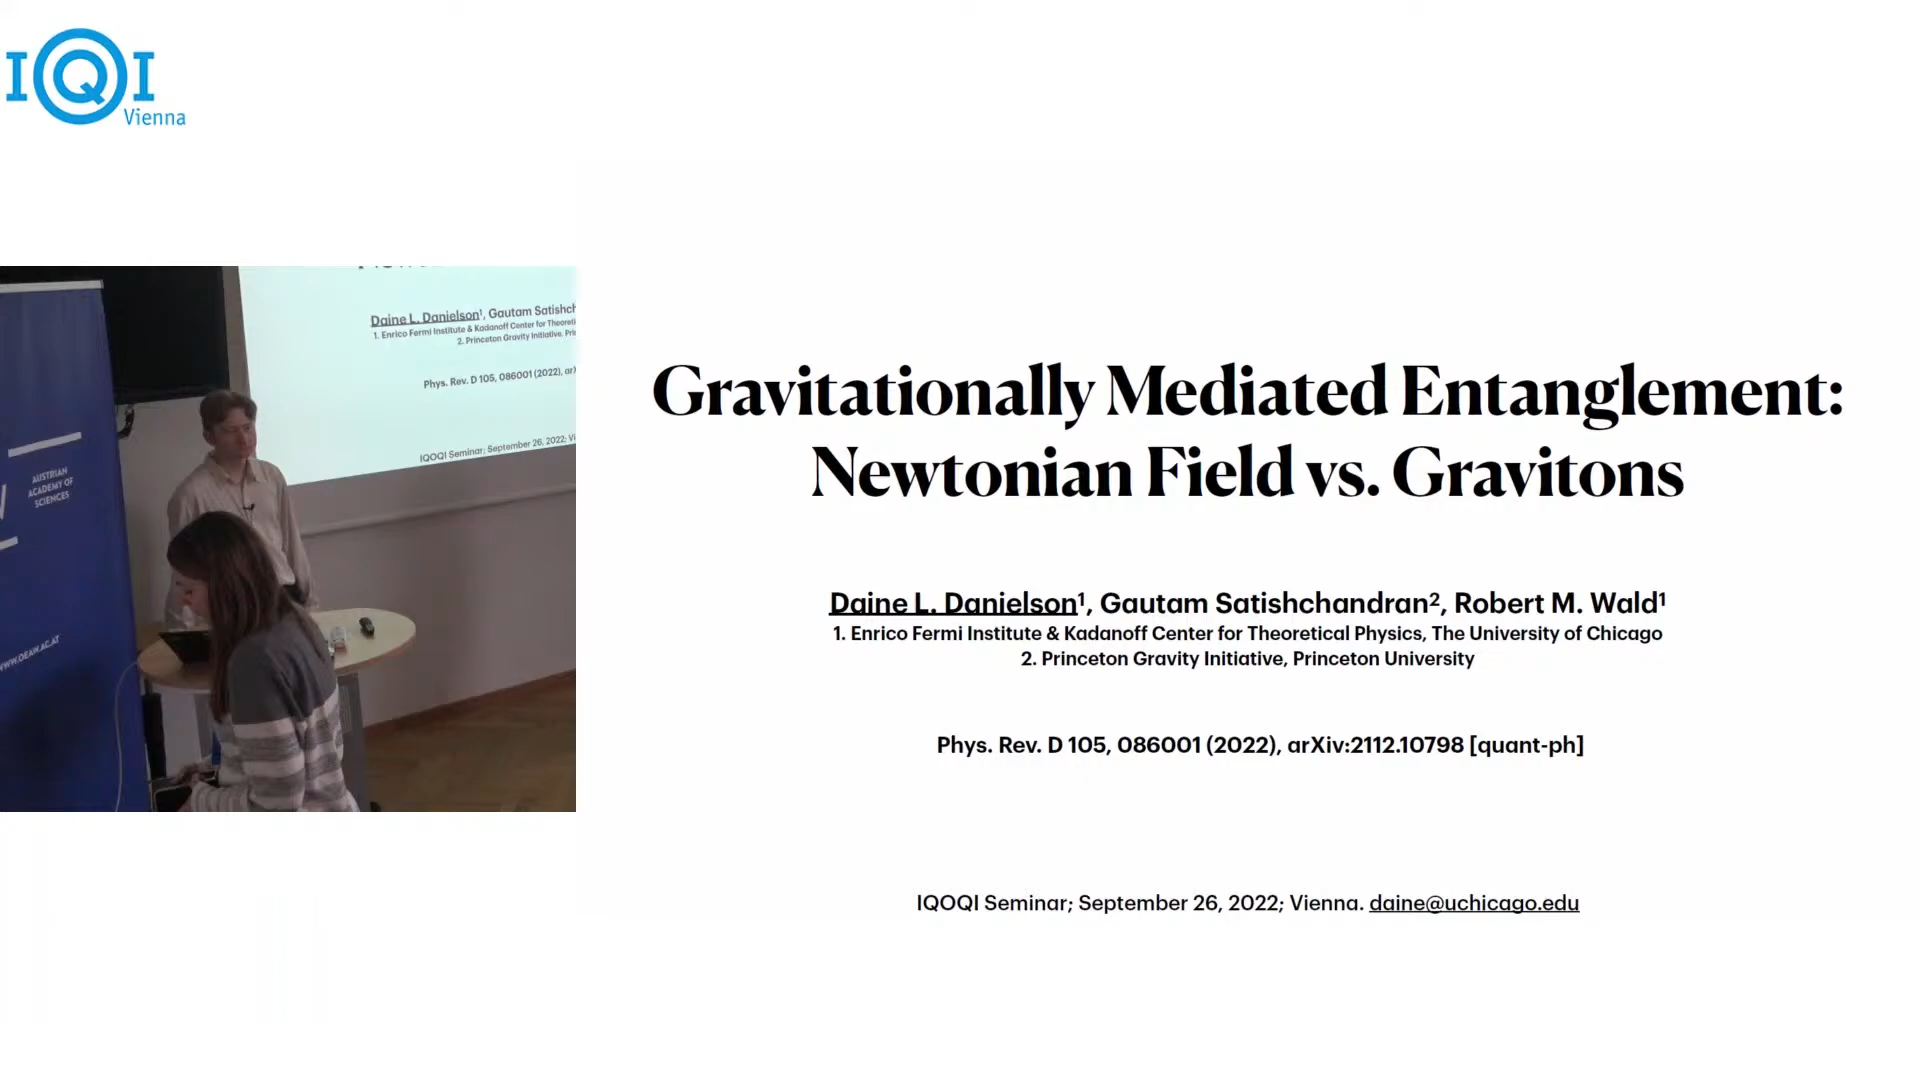 IQOQI
Vienna
AUSTRIAN
ACADEMY OF
SCIENCES
WWW.OEAW.AC.AT
Daine L. Danielson¹, Gautam Satishch
1. Enrico Fermi Institute & Kadanoff Center for Theoreti
2. Princeton Gravity Initiative, Pri
Phys. Rev. D 105, 086001 (2022), arX
IQOQI Seminar; September 26, 2022; Vi
Gravitationally Mediated Entanglement:
Newtonian Field vs. Gravitons
Daine L. Danielson¹, Gautam Satishchandran², Robert M. Wald¹
1. Enrico Fermi Institute & Kadanoff Center for Theoretical Physics, The University of Chicago
2. Princeton Gravity Initiative, Princeton University
Phys. Rev. D 105, 086001 (2022), arXiv:2112.10798 [quant-ph]
IQOQI Seminar; September 26, 2022; Vienna. daine@uchicago.edu